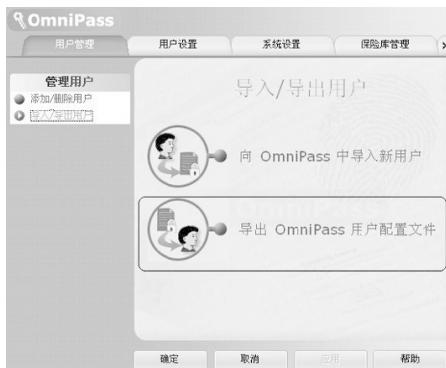 OmniPass
用户管理 用户设置 系统设置 保险库管理
管理用户
添加/删除用户
导入/导出用户
导入/导出用户
向 OmniPass 中导入新用户
导出 OmniPass 用户配置文件
确定 取消 应用 帮助